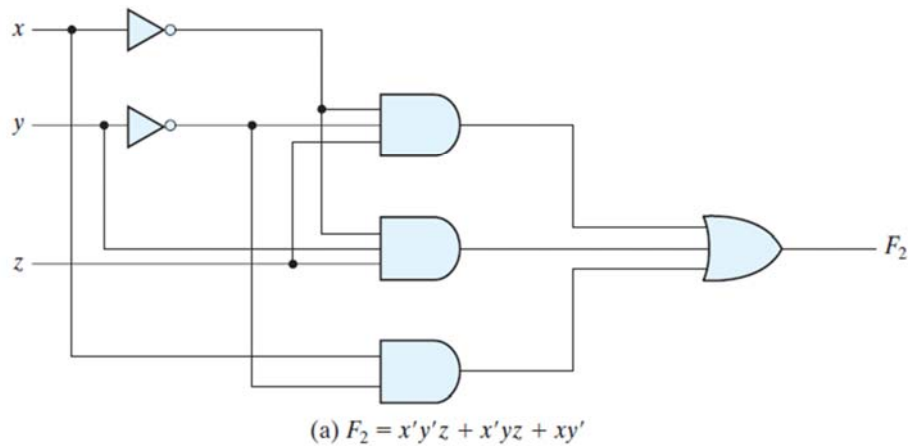 x
y
z
F₂
(a) F₂ = x′y′z + x′yz + xy′